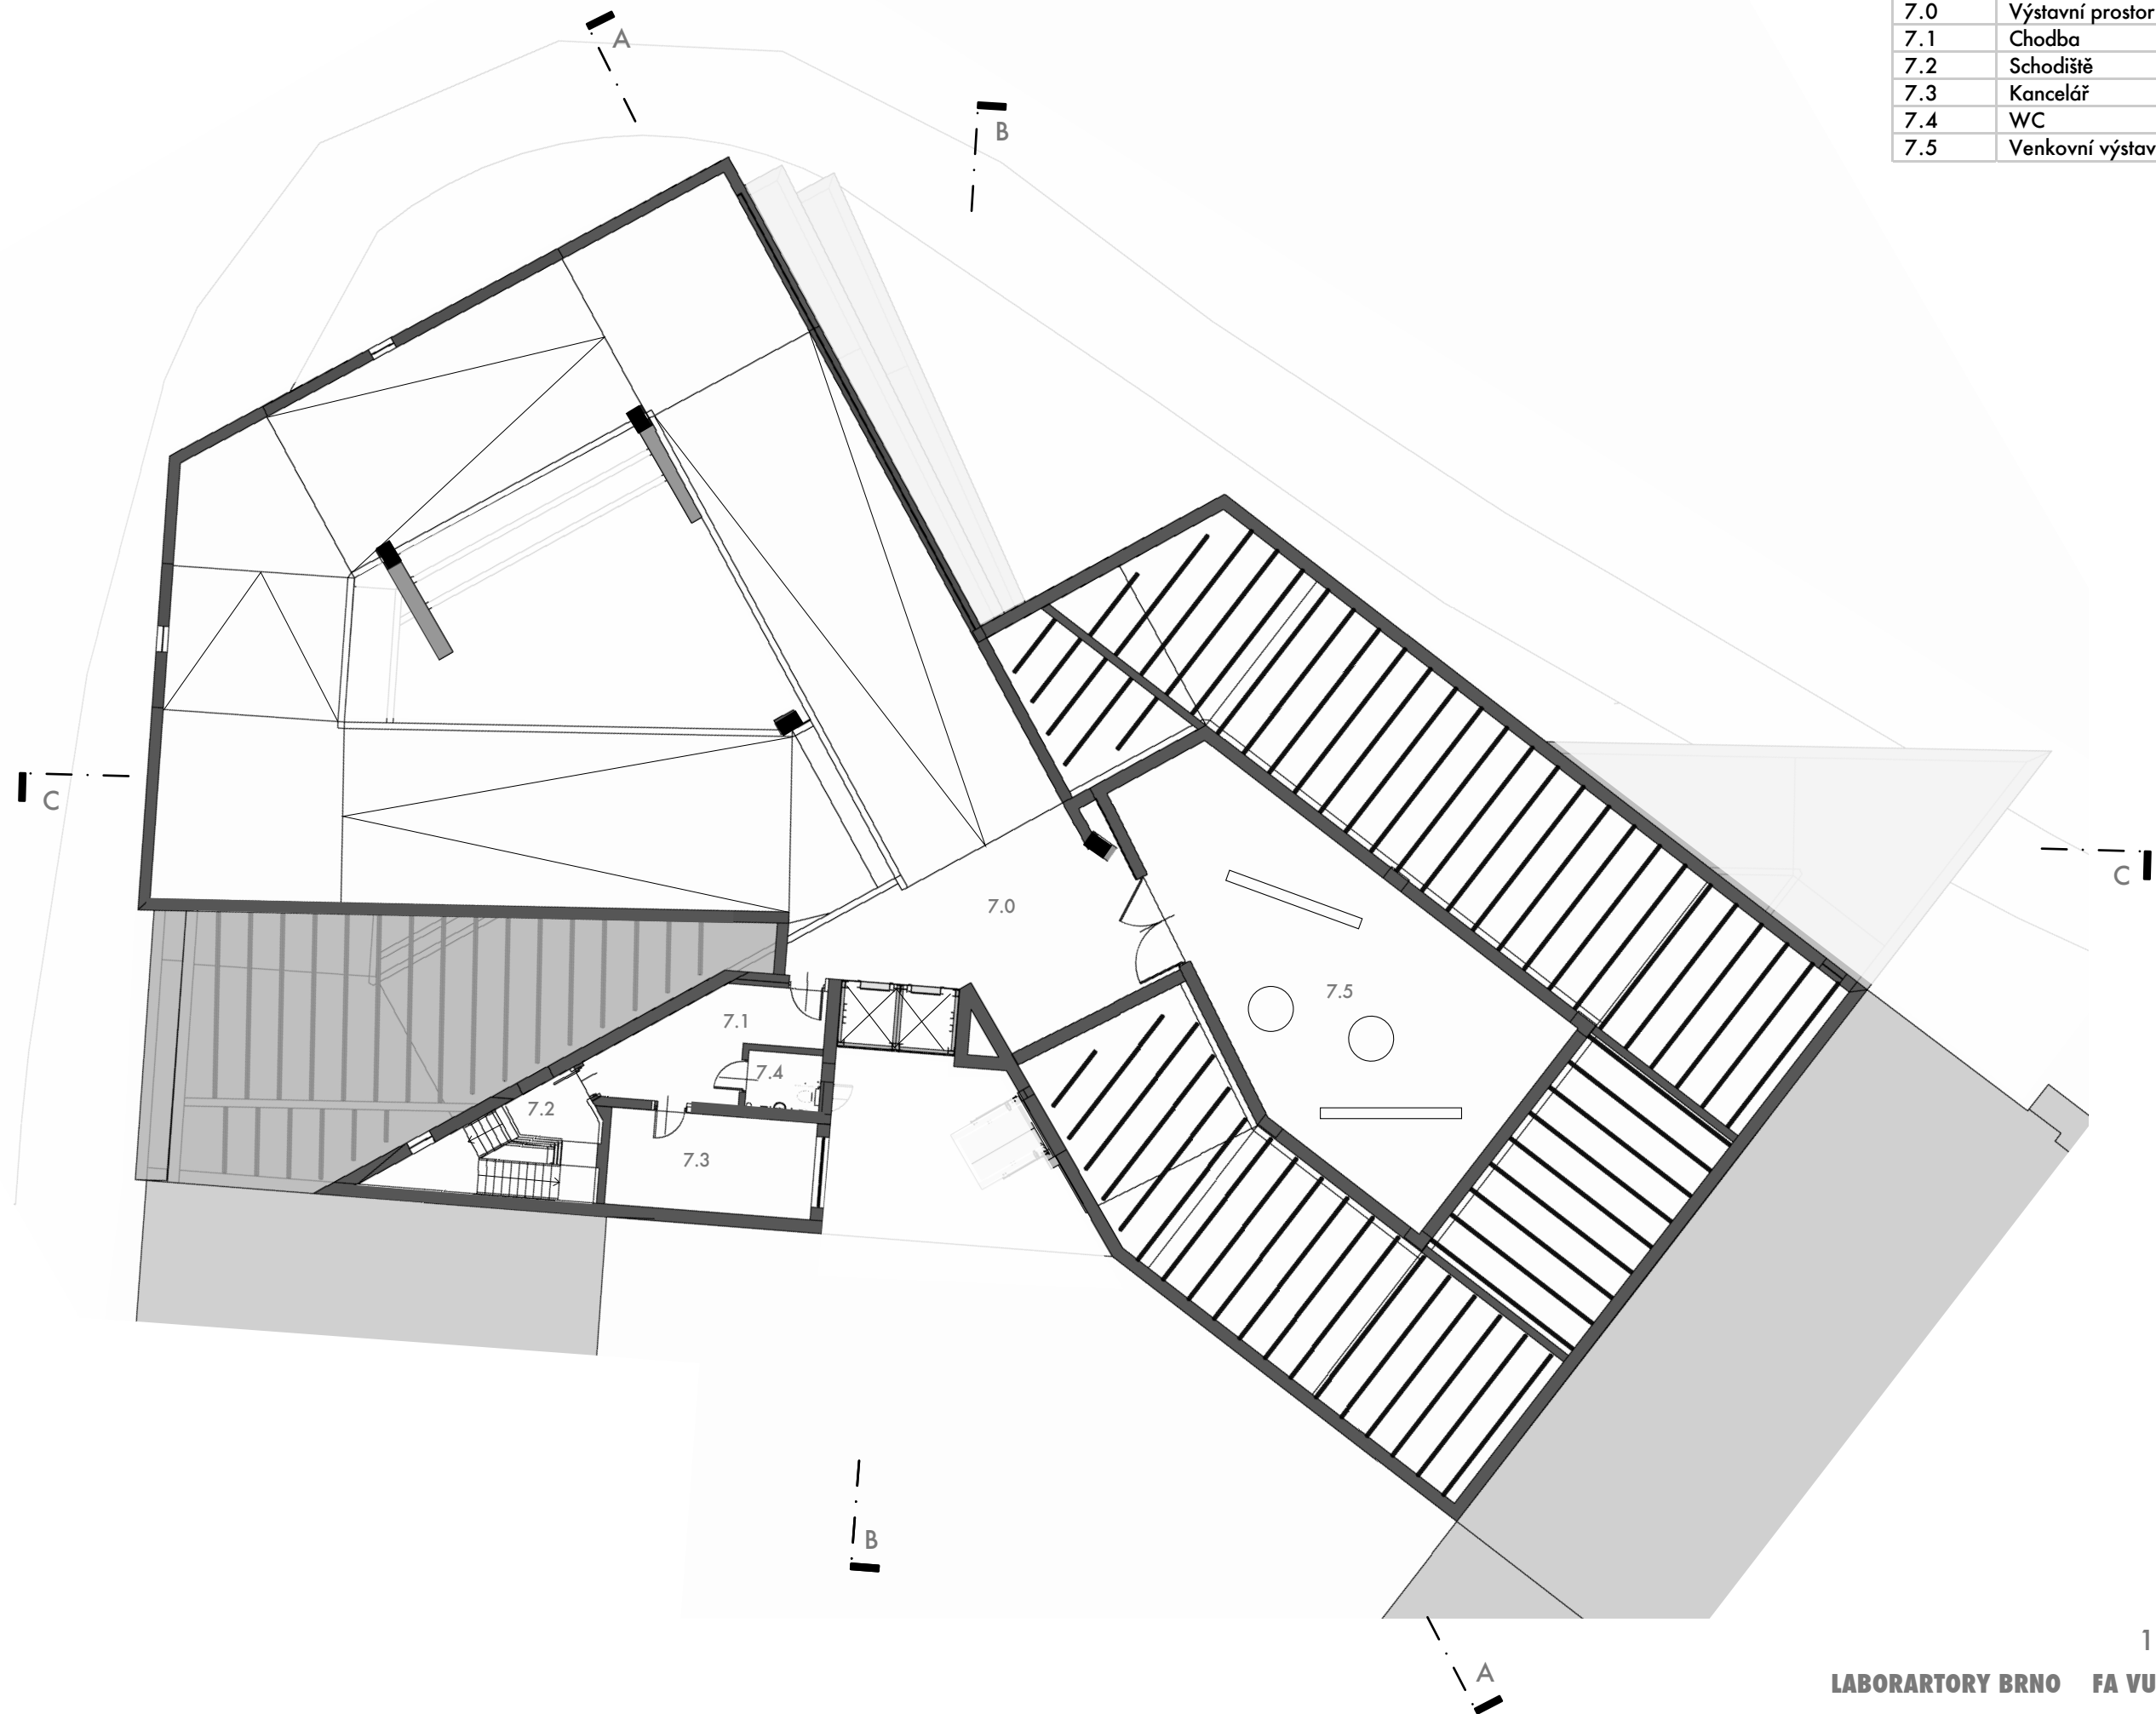 7.0 Výstavní prostor
7.1 Chodba
7.2 Schodiště
7.3 Kancelář
7.4 WC
7.5 Venkovní výstav
A
B
C
C
7.0
7.5
7.1
7.4
7.2
7.3
B
A
1
LABORARTORY BRNO FA VU